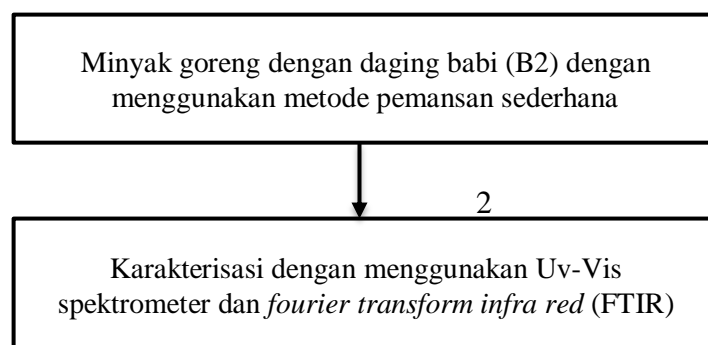 Minyak goreng dengan daging babi (B2) dengan
menggunakan metode pemansan sederhana
2
Karakterisasi dengan menggunakan Uv-Vis
spektrometer dan fourier transform infra red (FTIR)